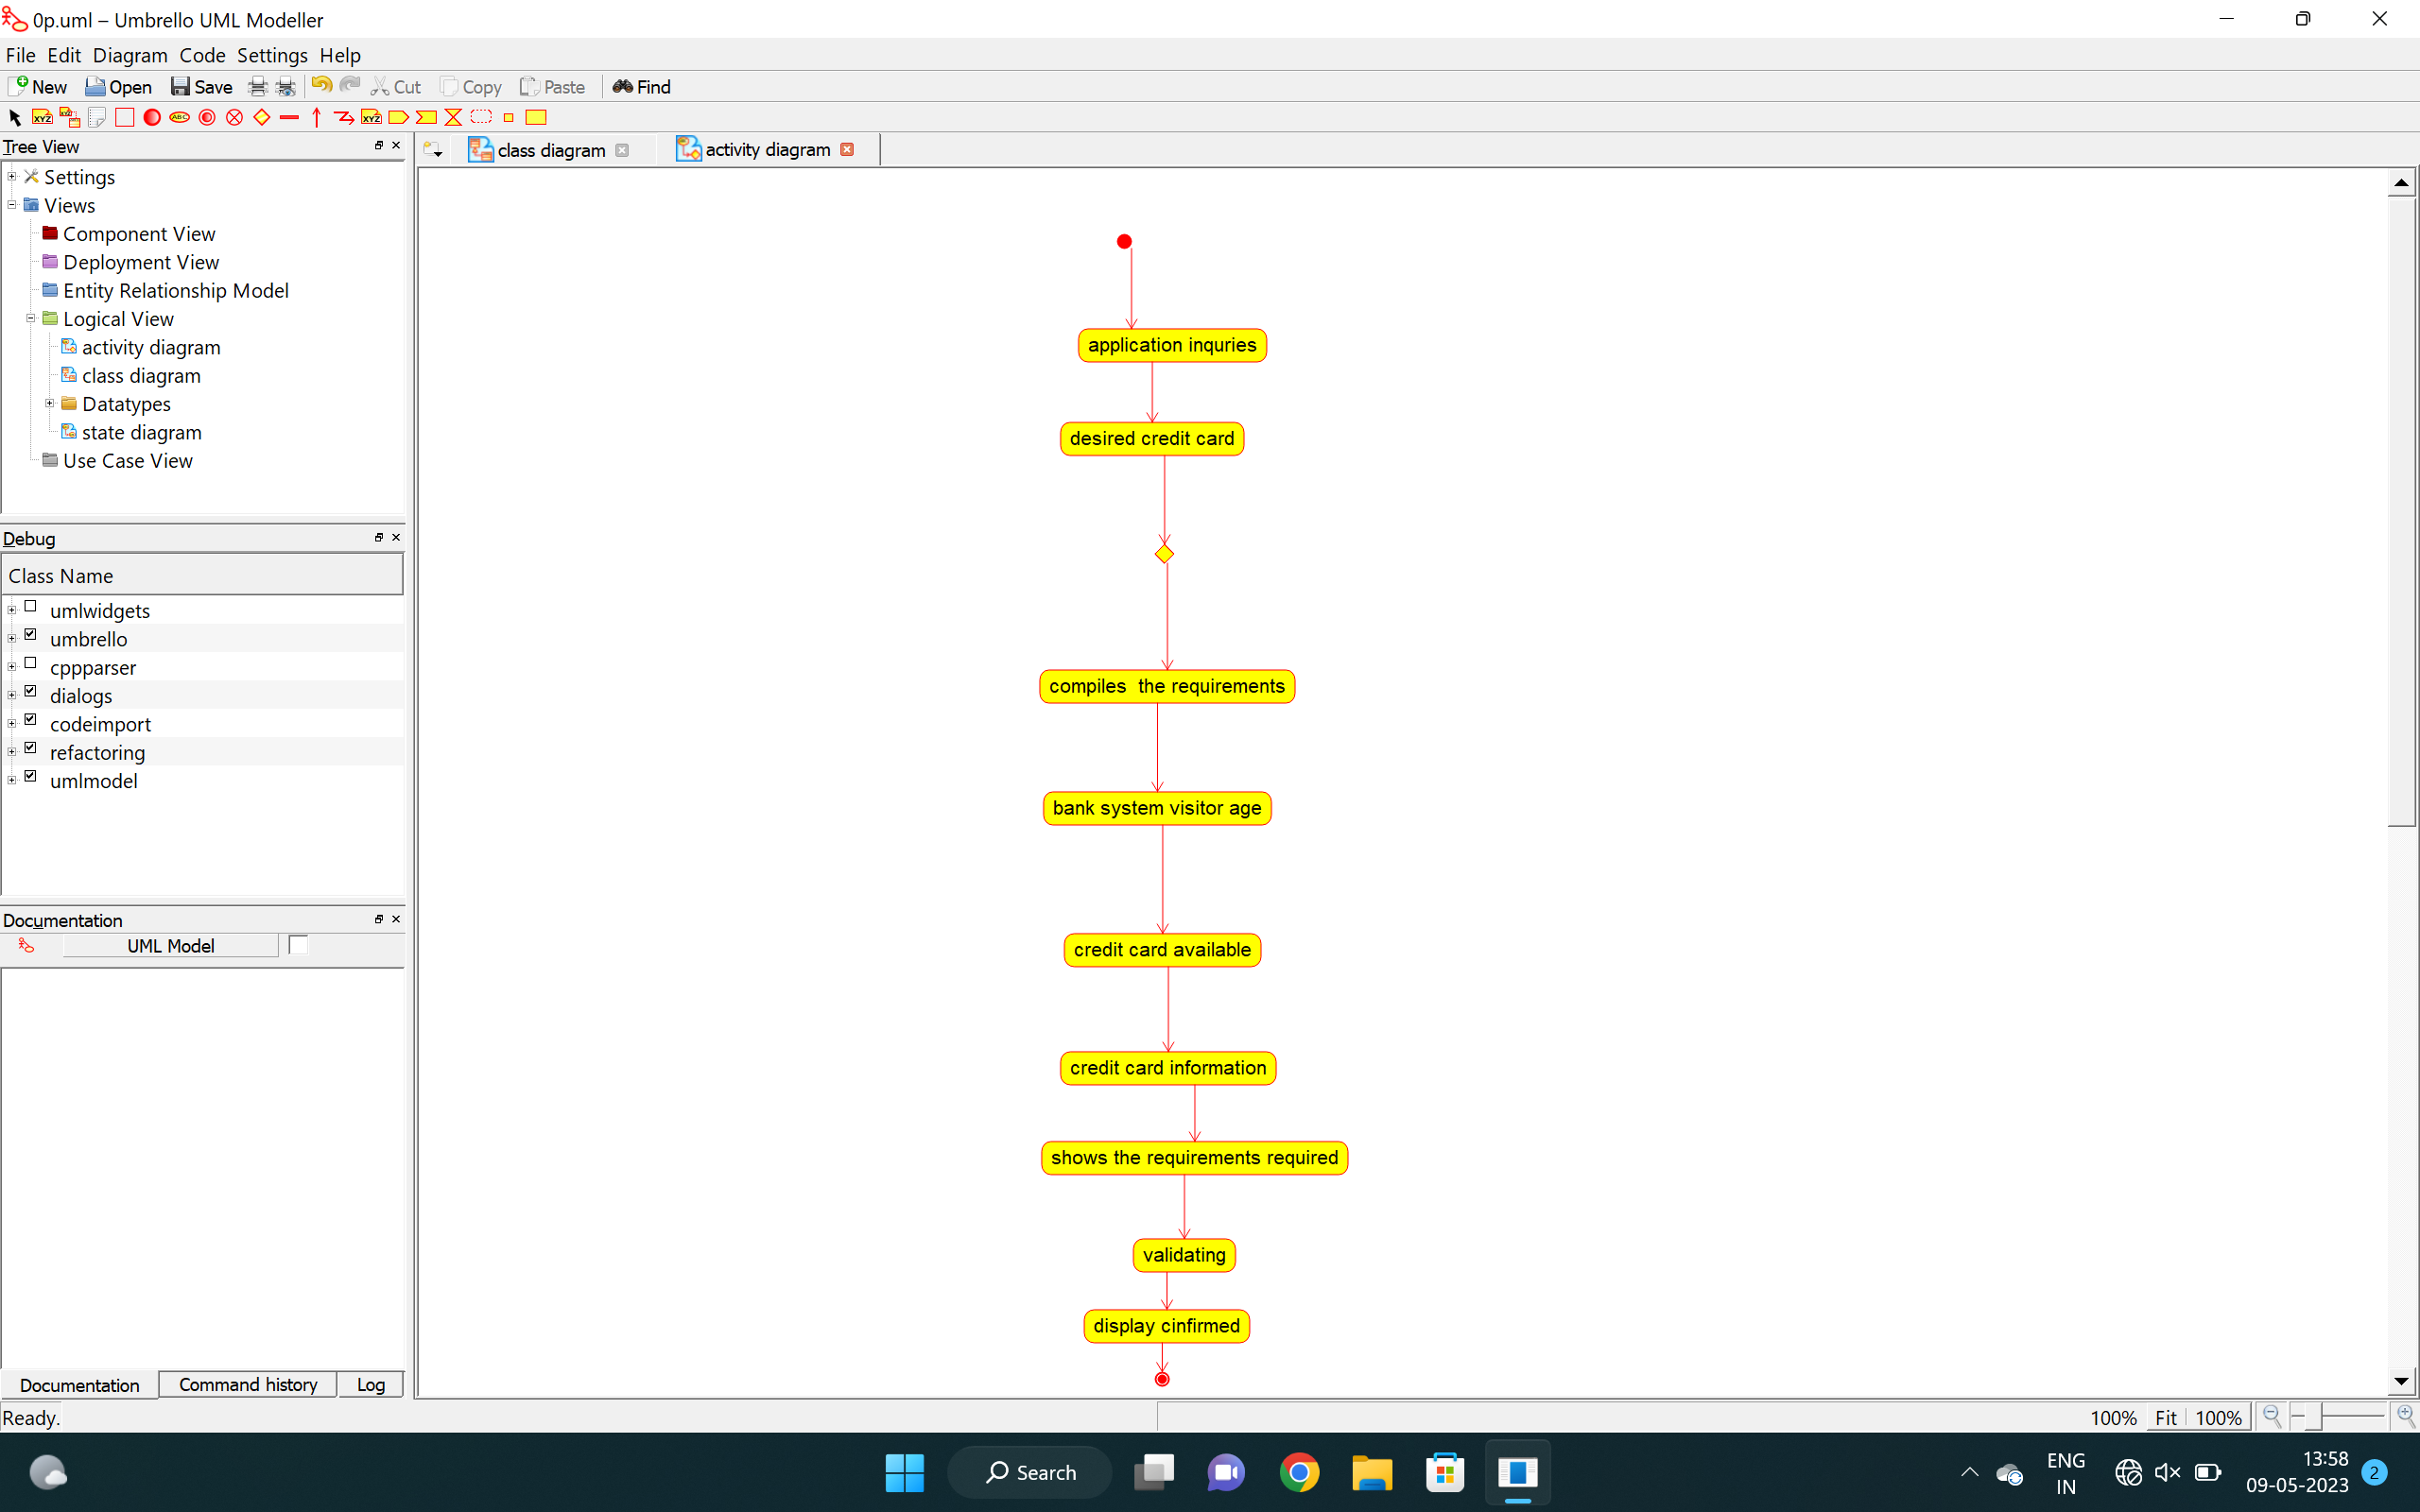 0p.uml – Umbrello UML Modeller
File Edit Diagram Code Settings Help
New Open Save Cut Copy Paste Find
XYZ XYZ ABC XYZ
Tree View
class diagram
activity diagram
Settings
Views
Component View
Deployment View
Entity Relationship Model
Logical View
activity diagram
class diagram
Datatypes
state diagram
Use Case View
Debug
Class Name
umlwidgets
umbrello
cppparser
dialogs
codeimport
refactoring
umlmodel
Documentation
UML Model
Documentation Command history Log
Ready.
application inquries
desired credit card
compiles  the requirements
bank system visitor age
credit card available
credit card information
shows the requirements required
validating
display cinfirmed
100% Fit 100%
Search
ENG
IN
13:58
09-05-2023
2